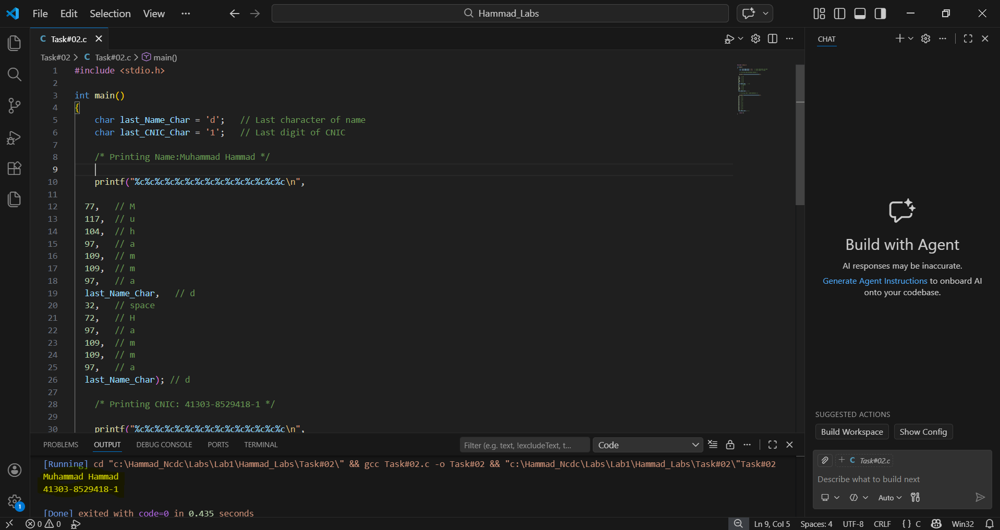 File Edit Selection View ··· Hammad_Labs
C Task#02.c
CHAT
Task#02 > C Task#02.c > main()
1 #include <stdio.h>
2
3 int main()
4 {
5 char last_Name_Char = 'd'; // Last character of name
6 char last_CNIC_Char = '1'; // Last digit of CNIC
7
8 /* Printing Name:Muhammad Hammad */
9
10 printf("%c%c%c%c%c%c%c%c%c%c%c%c%c%c%c\n",
11
12 77, // M
13 117, // u
14 104, // h
15 97, // a
16 109, // m
17 109, // m
18 97, // a
19 last_Name_Char, // d
20 32, // space
21 72, // H
22 97, // a
23 109, // m
24 109, // m
25 97, // a
26 last_Name_Char); // d
27
28 /* Printing CNIC: 41303-8529418-1 */
29
30 printf("%c%c%c%c%c%c%c%c%c%c%c%c%c%c%c\n",
Build with Agent
AI responses may be inaccurate.
Generate Agent Instructions to onboard AI
onto your codebase.
SUGGESTED ACTIONS
Build Workspace Show Config
C Task#02.c
Describe what to build next
Auto
PROBLEMS OUTPUT DEBUG CONSOLE PORTS TERMINAL Filter (e.g. text, !excludeText, t... Code
[Running] cd "c:\Hammad_Ncdc\Labs\Lab1\Hammad_Labs\Task#02\" && gcc Task#02.c -o Task#02 && "c:\Hammad_Ncdc\Labs\Lab1\Hammad_Labs\Task#02\"Task#02
Muhammad Hammad
41303-8529418-1
[Done] exited with code=0 in 0.435 seconds
1
0 0 Ln 9, Col 5 Spaces: 4 UTF-8 CRLF {} C Win32